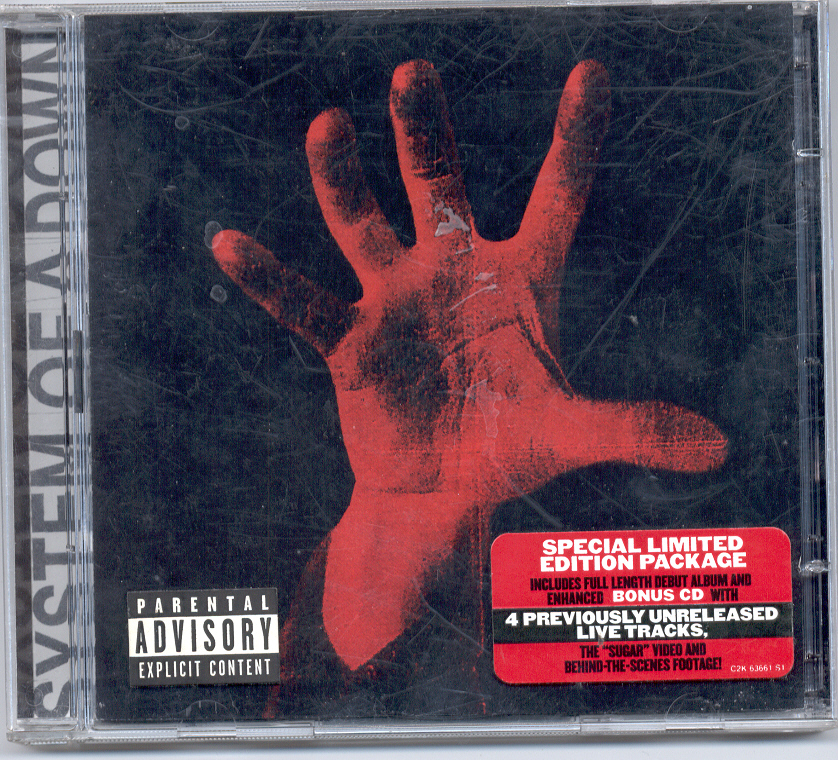 SYSTEM OF A DOWN
PARENTAL
ADVISORY
EXPLICIT CONTENT
SPECIAL LIMITED
EDITION PACKAGE
INCLUDES FULL LENGTH DEBUT ALBUM AND
ENHANCED BONUS CD WITH
4 PREVIOUSLY UNRELEASED
LIVE TRACKS,
THE "SUGAR" VIDEO AND
BEHIND-THE-SCENES FOOTAGE!
C2K 63661 S1